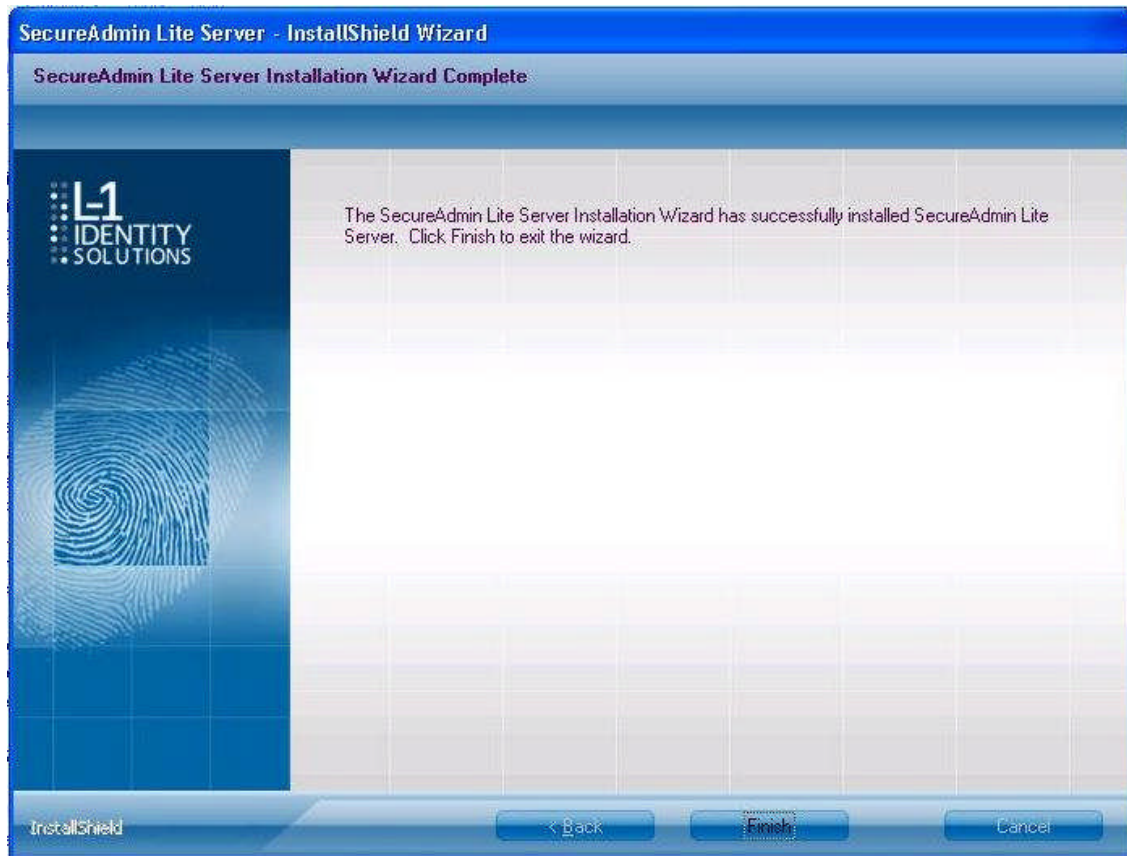 SecureAdmin Lite Server - InstallShield Wizard
SecureAdmin Lite Server Installation Wizard Complete
L-1
IDENTITY
SOLUTIONS
The SecureAdmin Lite Server Installation Wizard has successfully installed SecureAdmin Lite
Server. Click Finish to exit the wizard.
InstallShield
< Back
Finish
Cancel